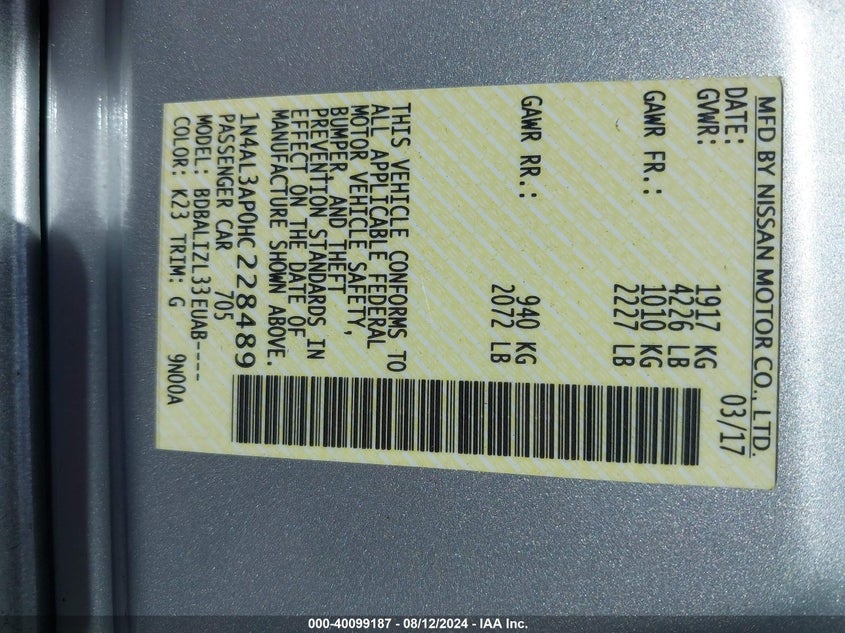 MFD BY NISSAN MOTOR CO., LTD.
DATE: 03/17
GVWR: 1917 KG
4226 LB
GAWR FR.: 1010 KG
2227 LB
GAWR RR.: 940 KG
2072 LB
THIS VEHICLE CONFORMS TO
ALL APPLICABLE FEDERAL
MOTOR VEHICLE SAFETY,
BUMPER, AND THEFT
PREVENTION STANDARDS IN
EFFECT ON THE DATE OF
MANUFACTURE SHOWN ABOVE.
1N4AL3AP0HC228489
PASSENGER CAR 705
MODEL: BDBALIZL33EUAB----
COLOR: K23 TRIM: G 9N00A
000-40099187 - 08/12/2024 - IAA Inc.